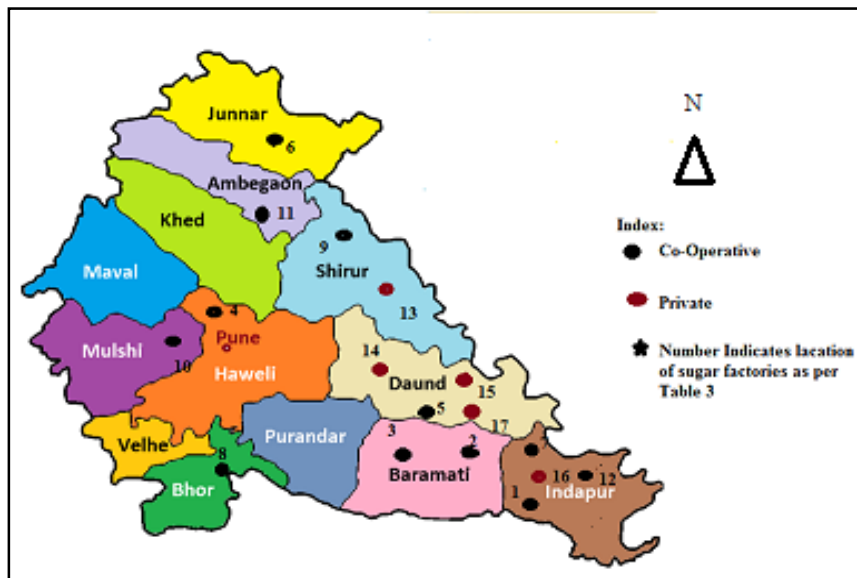 Junnar
6
N
Ambegaon
11
Khed
9
Shirur
Maval
13
4
Mulshi
10
Pune
Haweli
14
Daund
15
5
17
Velhe
Purandar
3
2
Baramati
8
Bhor
16
12
1
Indapur
Index:
Co-Operative
Private
Number Indicates lacation
of sugar factories as per
Table 3